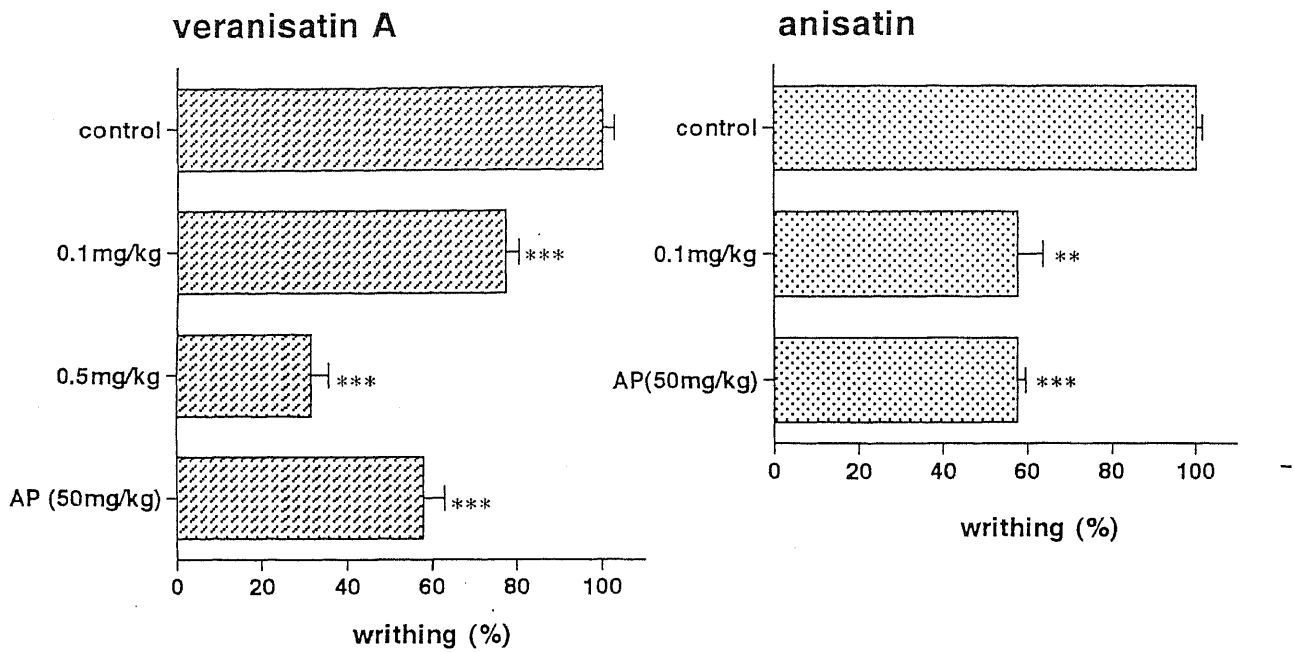 veranisatin A
control
0.1mg/kg
***
0.5mg/kg
***
AP (50mg/kg)
***
0 20 40 60 80 100
writhing (%)
anisatin
control
0.1mg/kg
**
AP(50mg/kg)
***
0 20 40 60 80 100
writhing (%)